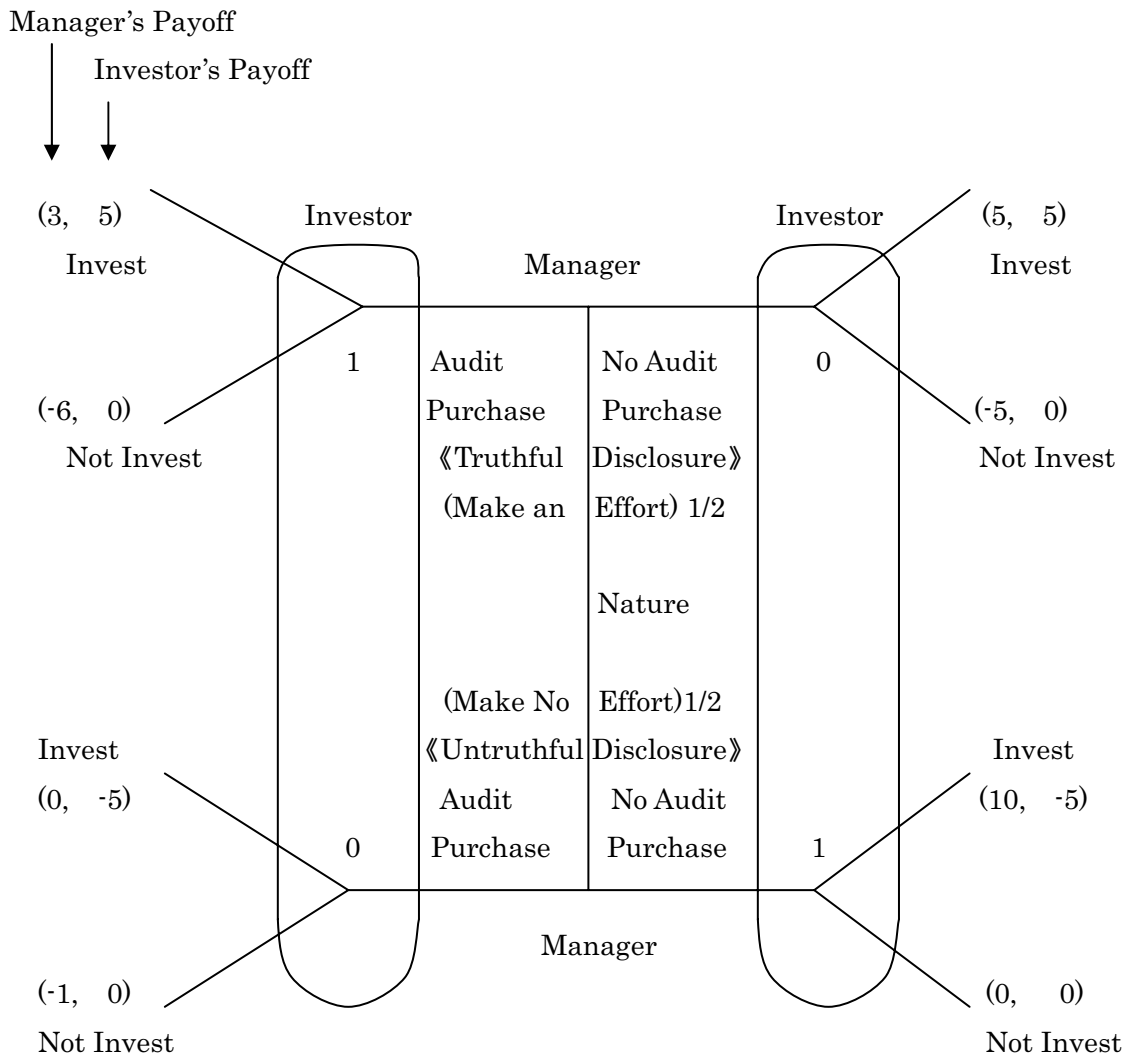 Manager's Payoff
Investor's Payoff
(3, 5)
Investor
Investor
(5, 5)
Invest
Manager
Invest
1
Audit
No Audit
0
(-6, 0)
Purchase
Purchase
(-5, 0)
Not Invest
《Truthful
Disclosure》
Not Invest
(Make an
Effort) 1/2
Nature
(Make No
Effort)1/2
Invest
《Untruthful
Disclosure》
Invest
(0, -5)
Audit
No Audit
(10, -5)
0
Purchase
Purchase
1
Manager
(-1, 0)
(0, 0)
Not Invest
Not Invest